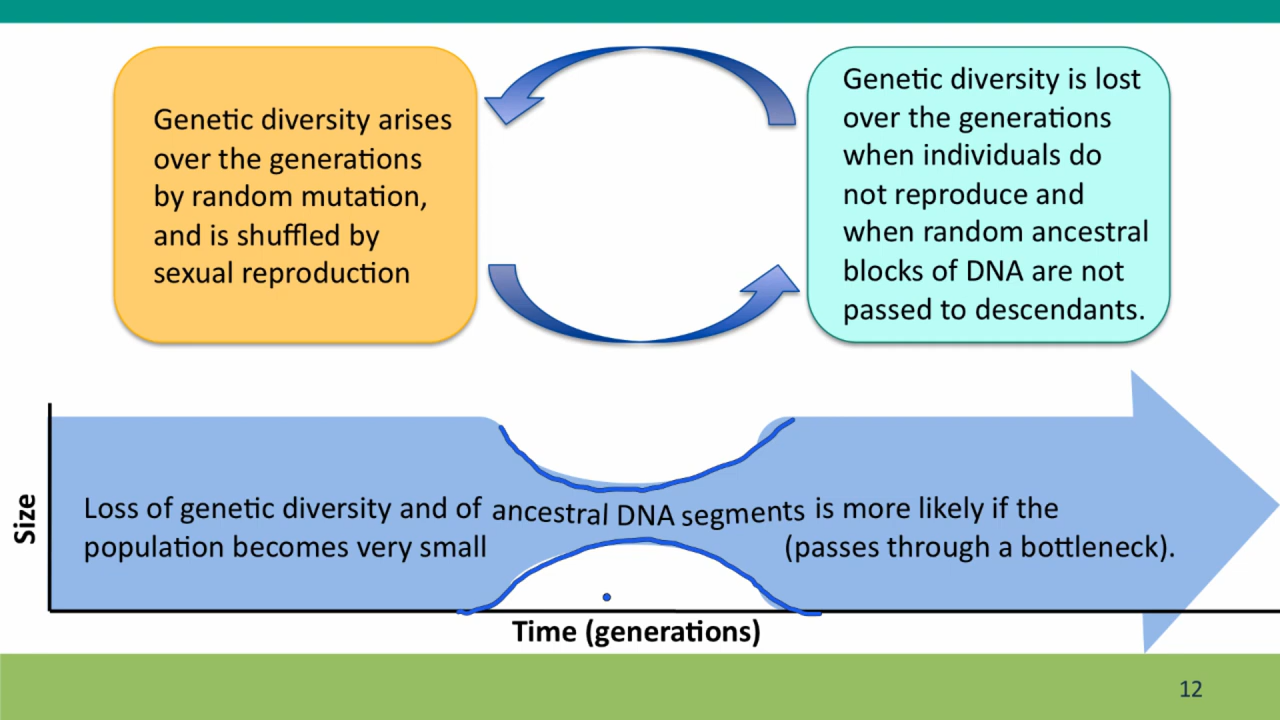 Genetic diversity arises
over the generations
by random mutation,
and is shuffled by
sexual reproduction
Genetic diversity is lost
over the generations
when individuals do
not reproduce and
when random ancestral
blocks of DNA are not
passed to descendants.
Size
Loss of genetic diversity and of ancestral DNA segments is more likely if the
population becomes very small (passes through a bottleneck).
Time (generations)
12